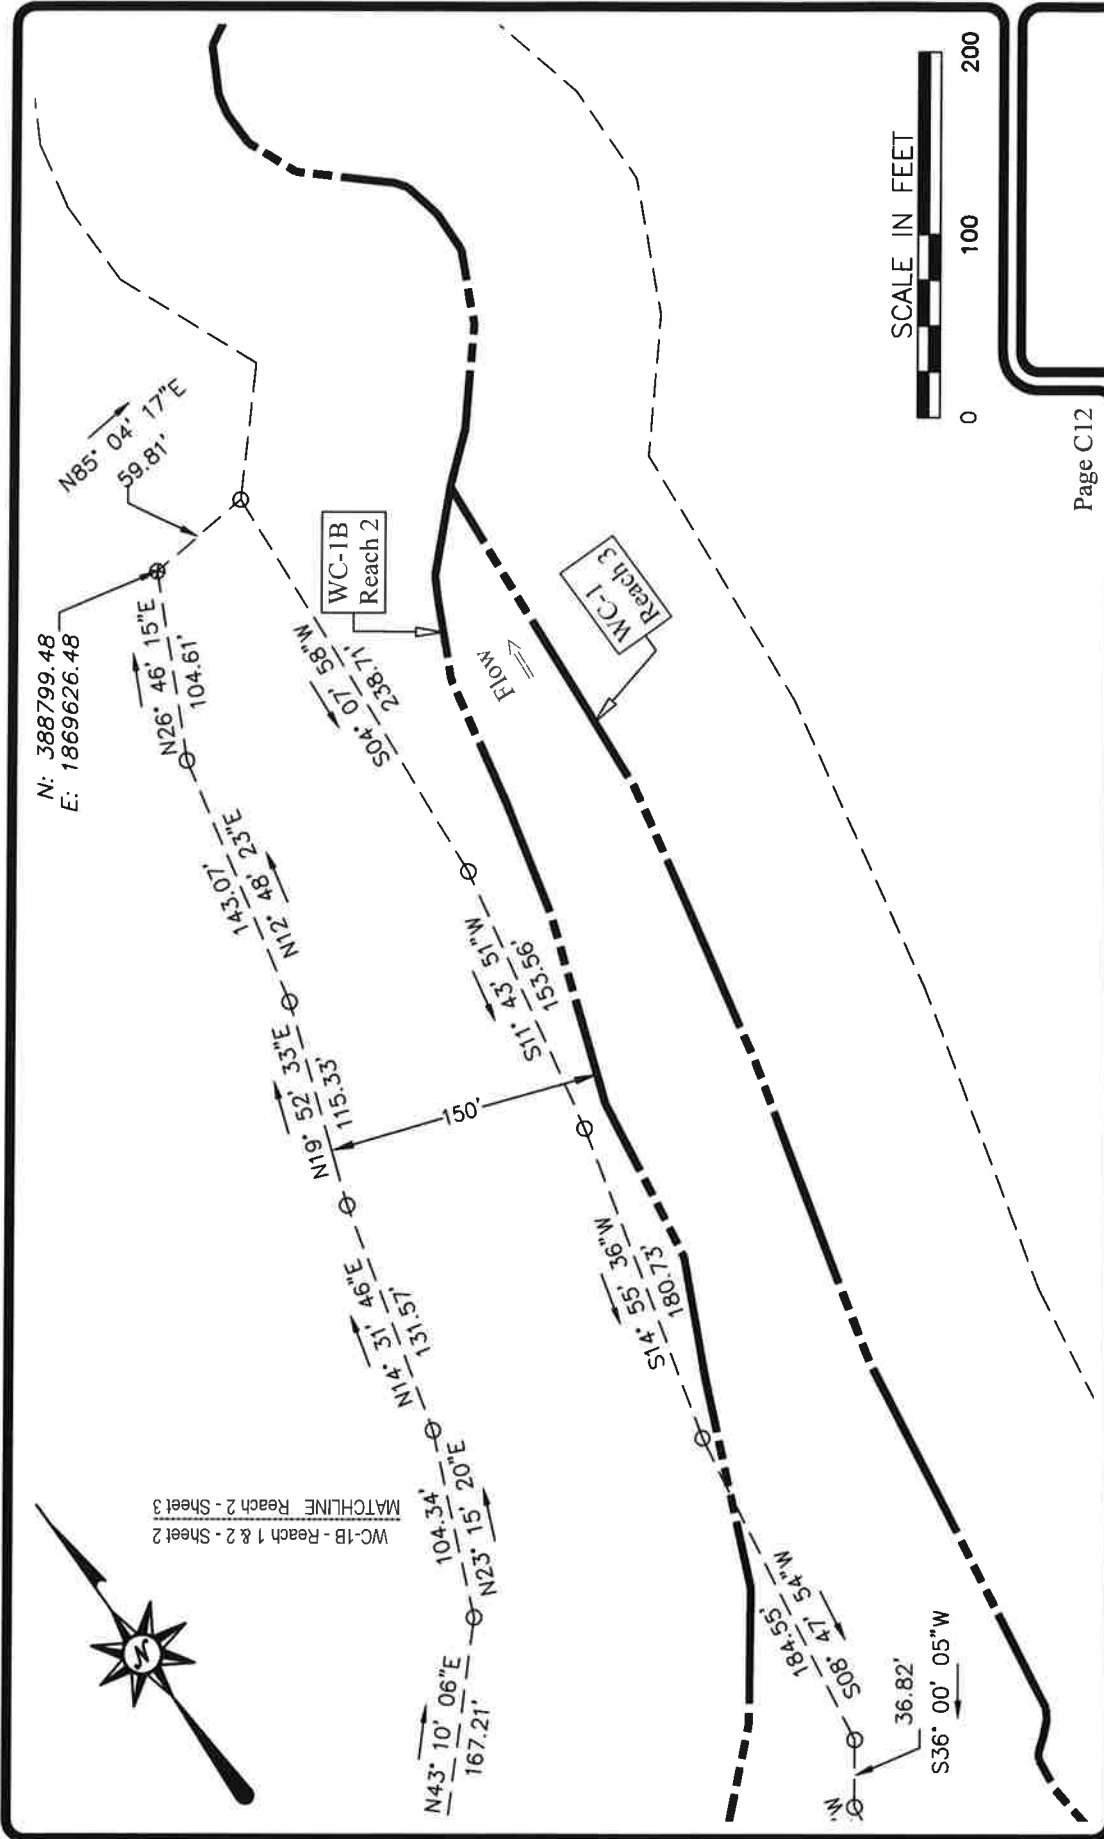 N: 388799.48
E: 1869626.48
N85° 04' 17"E
59.81'
N26° 46' 15"E
104.61'
143.07'
N12° 48' 23"E
N19° 52' 33"E
115.33'
N14° 31' 46"E
131.57'
104.34'
N23° 15' 20"E
N43° 10' 06"E
167.21'
S04° 07' 58"W
238.71'
S11° 43' 51"W
153.56'
S14° 55' 36"W
180.73'
184.55'
S08° 47' 54"W
36.82'
S36° 00' 05"W
"W
150'
WC-1B
Reach 2
WC-1
Reach 3
Flow
WC-1B - Reach 1 & 2 - Sheet 2
MATCHLINE Reach 2 - Sheet 3
N
SCALE IN FEET
0 100 200
Page C12